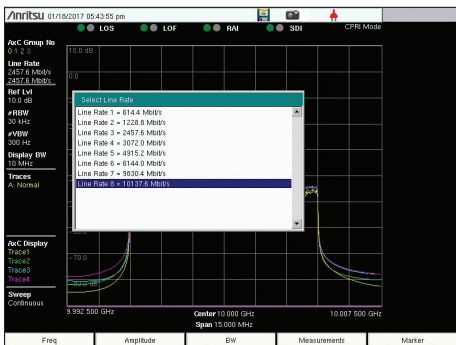 Anritsu 01/18/2017 05:43:55 pm
LOS LOF RAI SDI CPRI Mode
AxC Group No
0 1 2 3
Line Rate
2457.6 Mbit/s
2457.6 Mbit/s
Ref Lvl
10.0 dB
#RBW
30 kHz
#VBW
300 Hz
Display BW
10 MHz
Traces
A: Normal
AxC Display
Trace1
Trace2
Trace3
Trace4
Sweep
Continuous
10.0 dB
0.0
Select Line Rate
Line Rate 1 = 614.4 Mbit/s
Line Rate 2 = 1228.8 Mbit/s
Line Rate 3 = 2457.6 Mbit/s
Line Rate 4 = 3072.0 Mbit/s
Line Rate 5 = 4915.2 Mbit/s
Line Rate 6 = 6144.0 Mbit/s
Line Rate 7 = 9830.4 Mbit/s
Line Rate 8 = 10137.6 Mbit/s
-70.0
9.992 500 GHz Center 10.000 GHz 10.007 500 GHz
Span 15.000 MHz
Freq Amplitude BW Measurements Marker